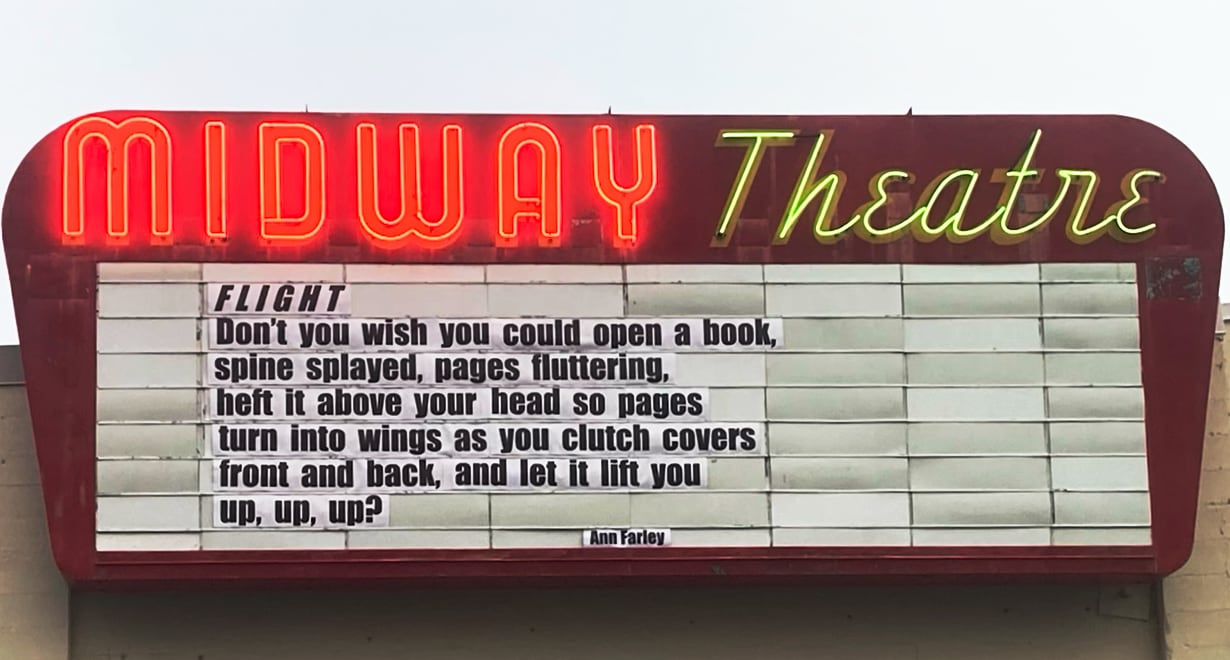 MIDWAY Theatre
FLIGHT
Don't you wish you could open a book,
spine splayed, pages fluttering,
heft it above your head so pages
turn into wings as you clutch covers
front and back, and let it lift you
up, up, up?
Ann Farley